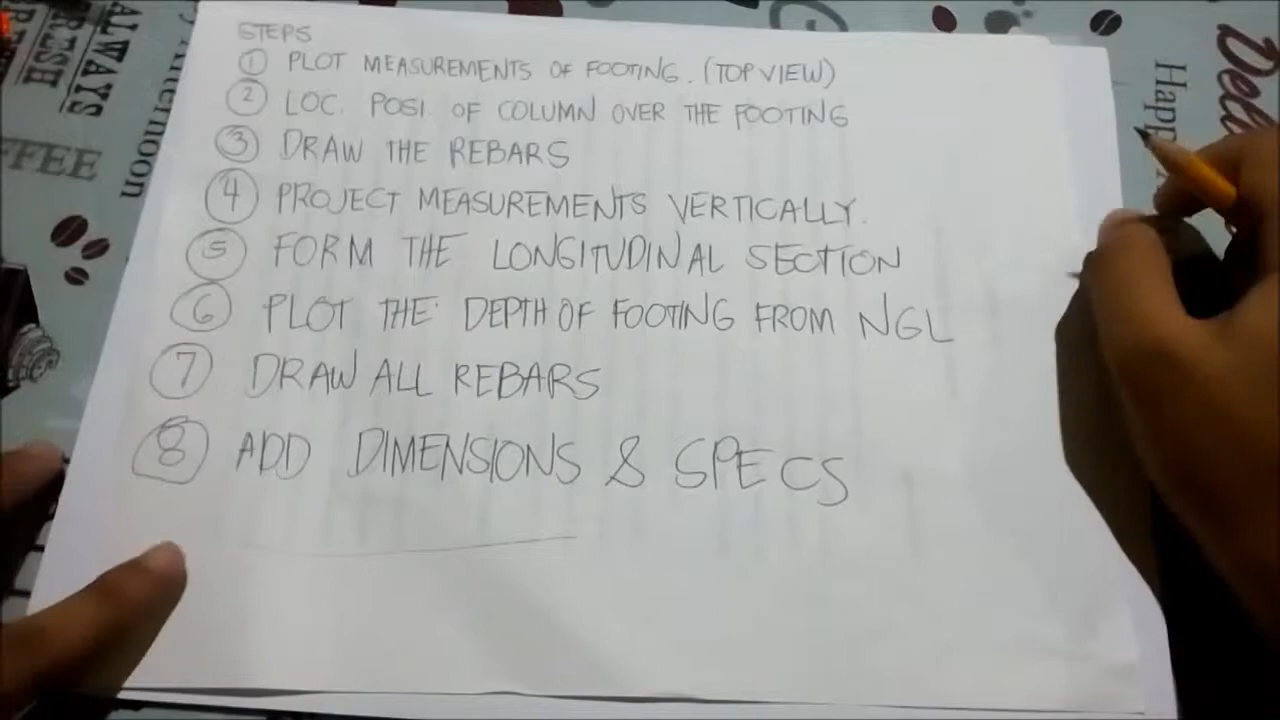 STEPS
① PLOT MEASUREMENTS OF FOOTING. (TOP VIEW)
② LOC. POSI. OF COLUMN OVER THE FOOTING
③ DRAW THE REBARS
④ PROJECT MEASUREMENTS VERTICALLY.
⑤ FORM THE LONGITUDINAL SECTION
⑥ PLOT THE DEPTH OF FOOTING FROM NGL
⑦ DRAW ALL REBARS
⑧ ADD DIMENSIONS & SPECS
ALWAYS